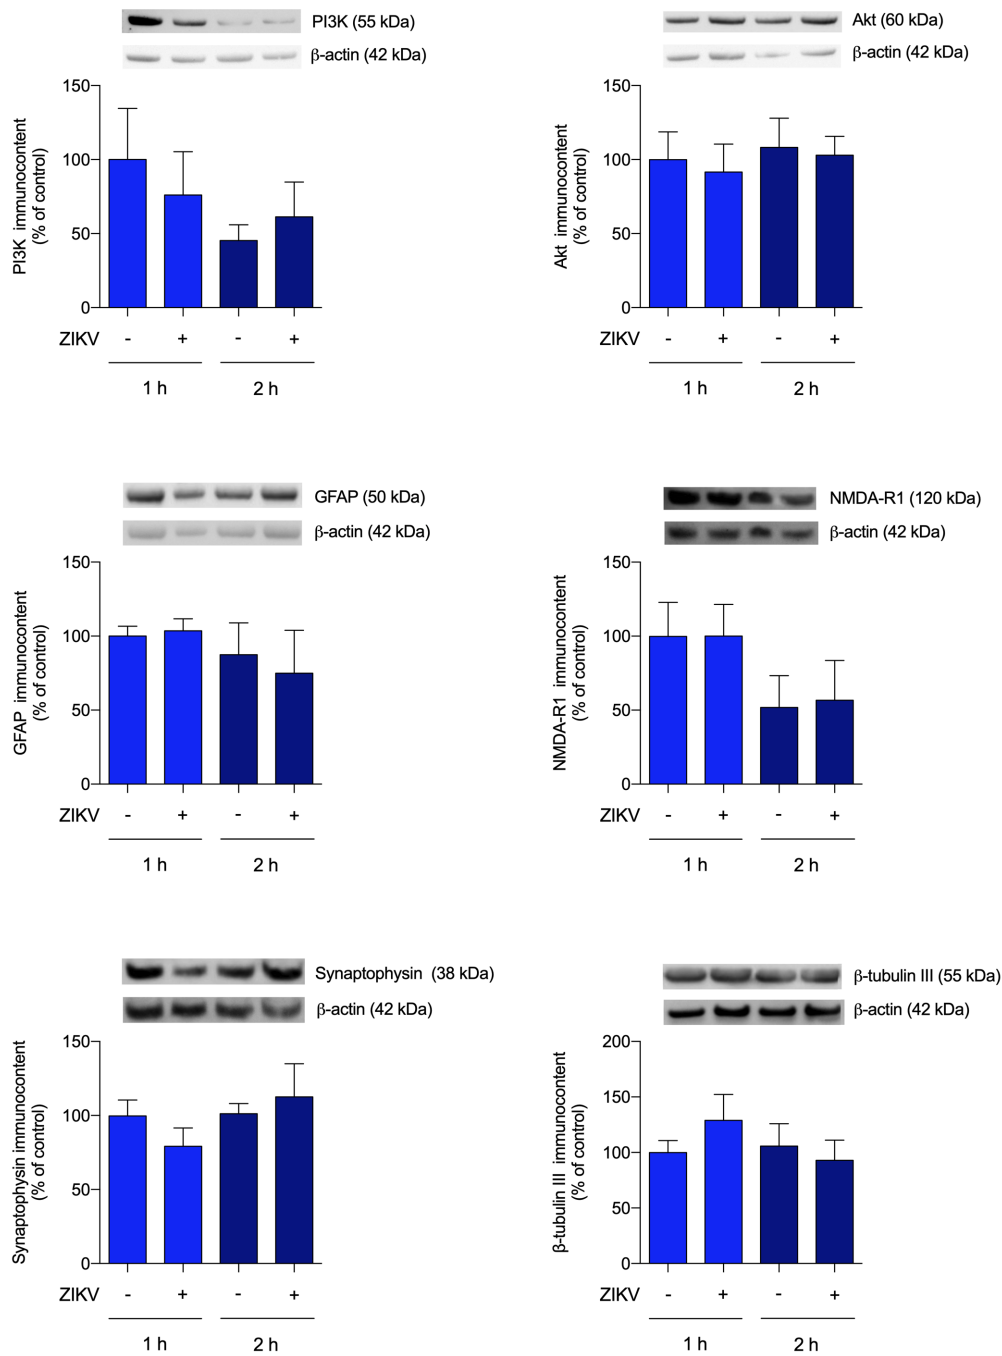 PI3K (55 kDa)
β-actin (42 kDa)
PI3K immunocontent
(% of control)
150
100
50
0
ZIKV - + - +
1 h 2 h
Akt (60 kDa)
β-actin (42 kDa)
Akt immunocontent
(% of control)
150
100
50
0
ZIKV - + - +
1 h 2 h
GFAP (50 kDa)
β-actin (42 kDa)
GFAP immunocontent
(% of control)
150
100
50
0
ZIKV - + - +
1 h 2 h
NMDA-R1 (120 kDa)
β-actin (42 kDa)
NMDA-R1 immunocontent
(% of control)
150
100
50
0
ZIKV - + - +
1 h 2 h
Synaptophysin (38 kDa)
β-actin (42 kDa)
Synaptophysin immunocontent
(% of control)
150
100
50
0
ZIKV - + - +
1 h 2 h
β-tubulin III (55 kDa)
β-actin (42 kDa)
β-tubulin III immunocontent
(% of control)
200
150
100
50
0
ZIKV - + - +
1 h 2 h